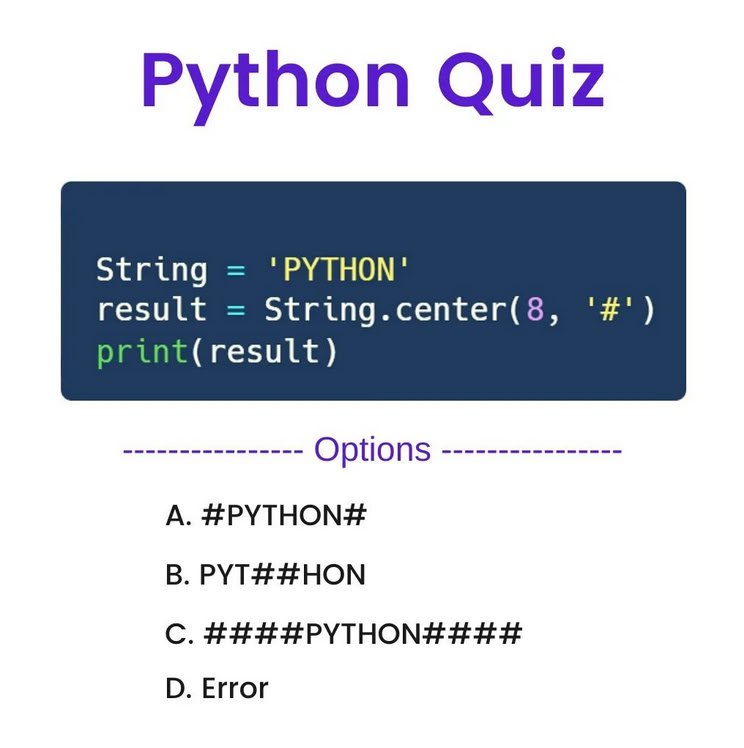 Python Quiz
String = 'PYTHON'
result = String.center(8, '#')
print(result)
---------------- Options ----------------
A. #PYTHON#
B. PYT##HON
C. ####PYTHON####
D. Error